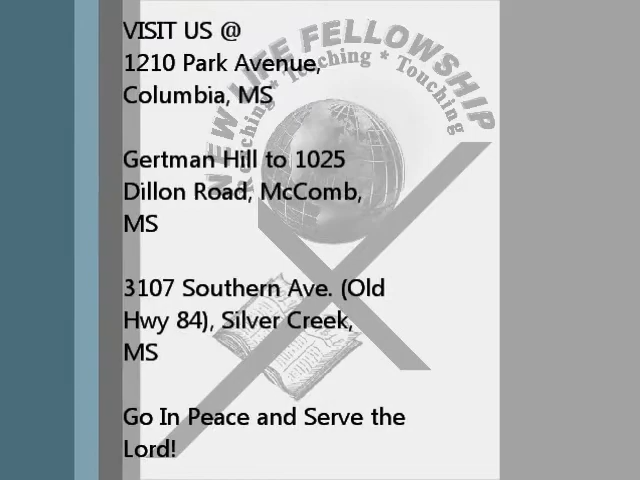 VISIT US @
1210 Park Avenue,
Columbia, MS
Gertman Hill to 1025
Dillon Road, McComb,
MS
3107 Southern Ave. (Old
Hwy 84), Silver Creek,
MS
Go In Peace and Serve the
Lord!
NEW LIFE FELLOWSHIP
Reaching * Teaching * Touching